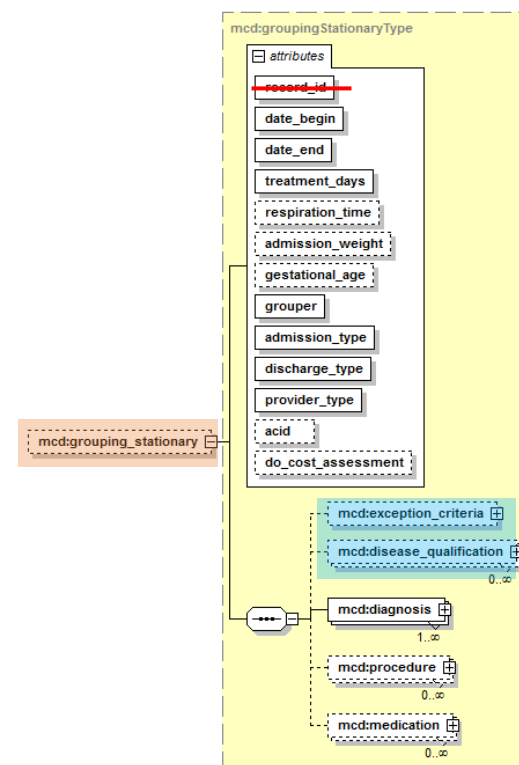 mcd:groupingStationaryType
attributes
record_id
date_begin
date_end
treatment_days
respiration_time
admission_weight
gestational_age
grouper
admission_type
discharge_type
provider_type
acid
do_cost_assessment
mcd:grouping_stationary
mcd:exception_criteria
mcd:disease_qualification
0..∞
mcd:diagnosis
1..∞
mcd:procedure
0..∞
mcd:medication
0..∞